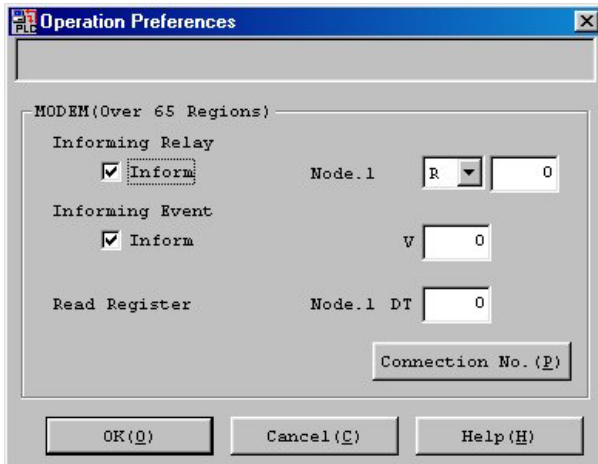 PLC Operation Preferences
MODEM(Over 65 Regions)
Informing Relay
Inform Node.1 R 0
Informing Event
Inform V 0
Read Register Node.1 DT 0
Connection No.(P)
OK(O) Cancel(C) Help(H)